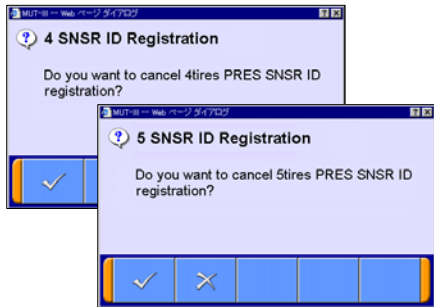 MUT-III -- Web ページ ダイアログ
4 SNSR ID Registration
Do you want to cancel 4tires PRES SNSR ID
registration?
MUT-III -- Web ページ ダイアログ
5 SNSR ID Registration
Do you want to cancel 5tires PRES SNSR ID
registration?